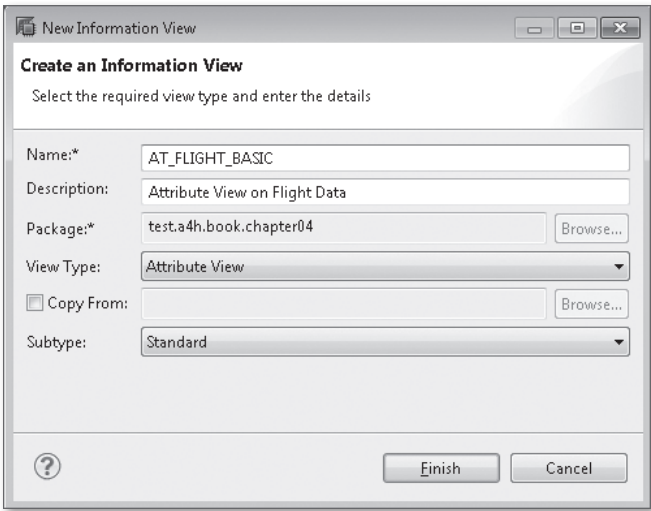 New Information View
Create an Information View
Select the required view type and enter the details
Name:* AT_FLIGHT_BASIC
Description: Attribute View on Flight Data
Package:* test.a4h.book.chapter04 Browse...
View Type: Attribute View
Copy From: Browse...
Subtype: Standard
? Finish Cancel